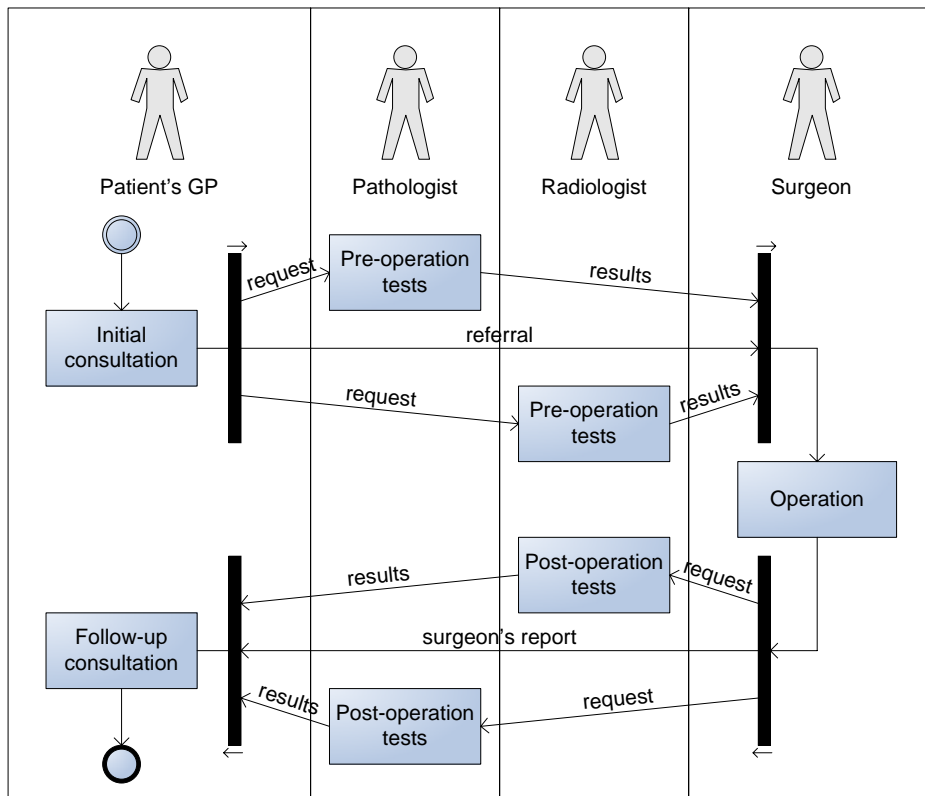 Patient's GP
Pathologist
Radiologist
Surgeon
request
Pre-operation
tests
results
Initial
consultation
referral
request
Pre-operation
tests
results
Operation
Post-operation
tests
results
request
Follow-up
consultation
surgeon's report
results
Post-operation
tests
request